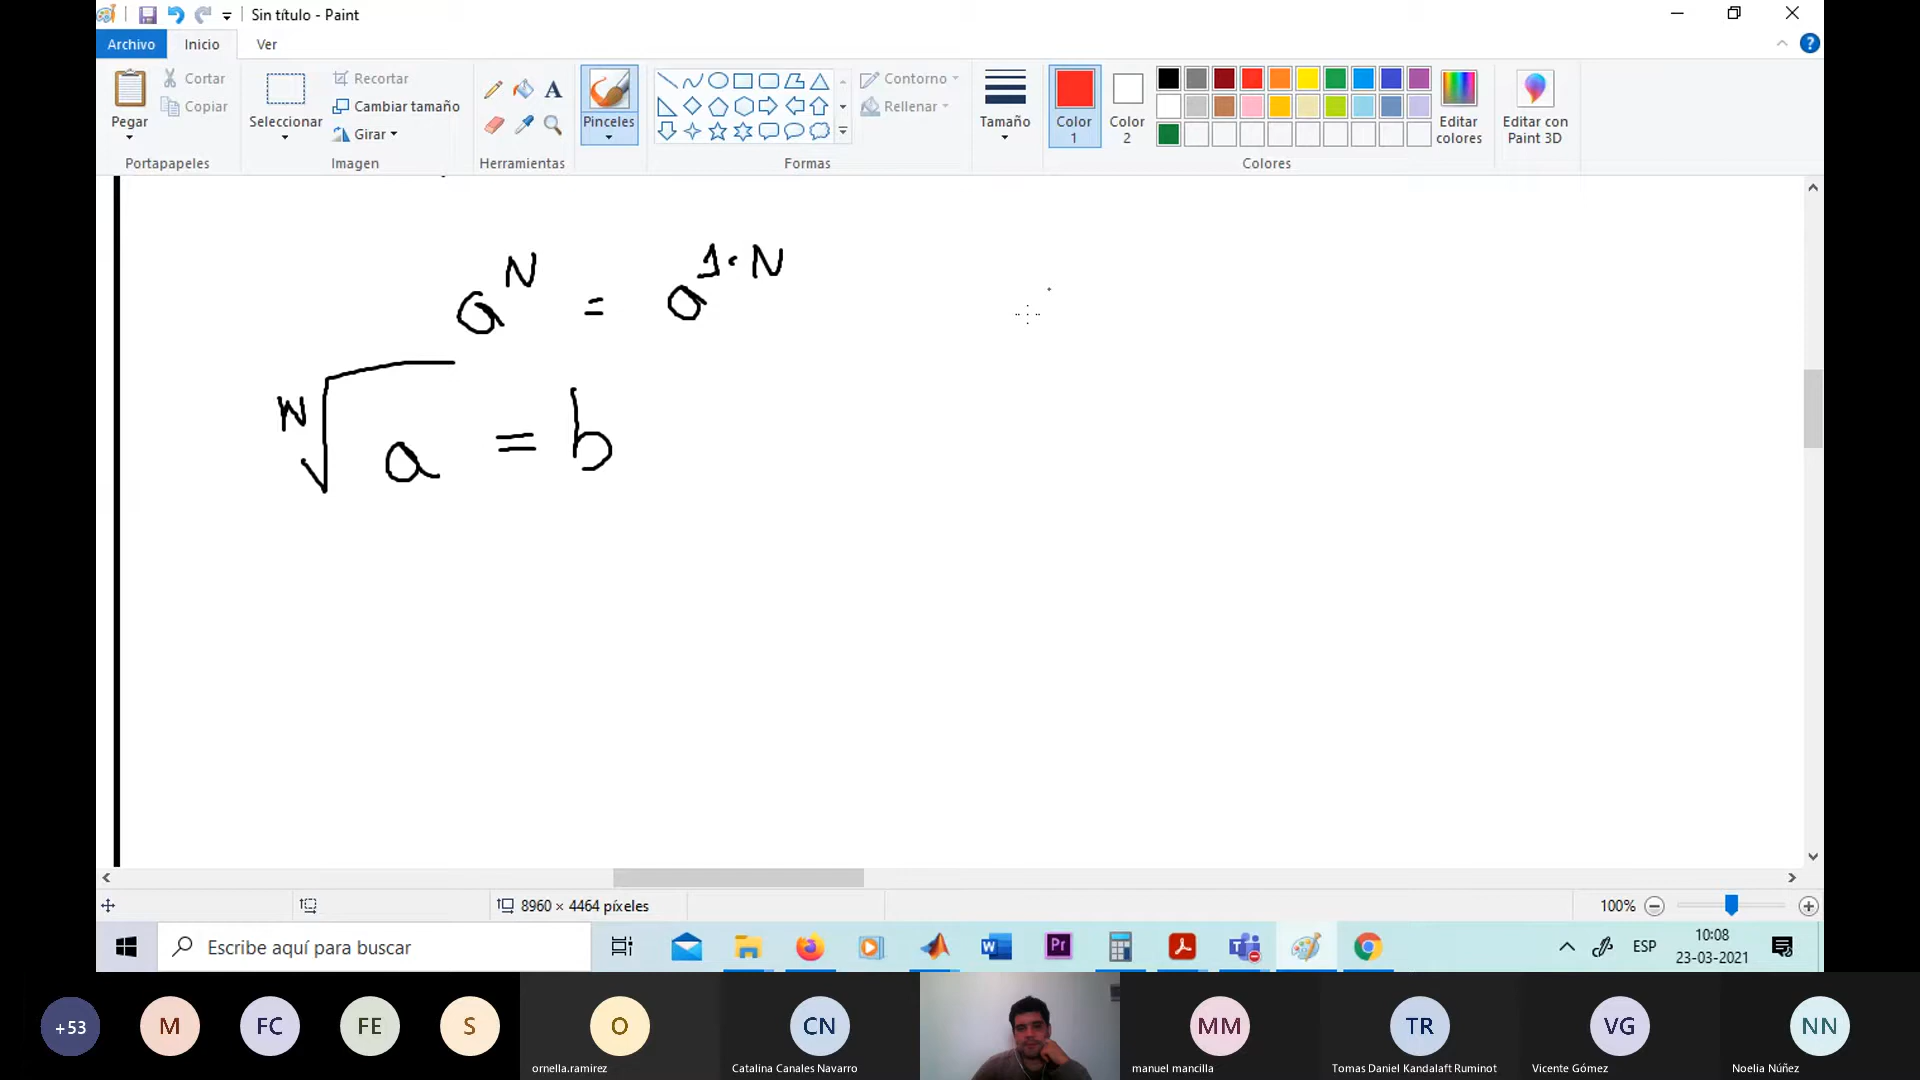 Sin título - Paint
Archivo Inicio Ver
Pegar
Cortar
Copiar
Portapapeles
Seleccionar
Recortar
Cambiar tamaño
Girar
Imagen
A
Herramientas
Pinceles
Formas
Contorno
Rellenar
Tamaño
Color 1
Color 2
Colores
Editar colores
Editar con Paint 3D
a^N = a^{1·N}
\sqrt[N]{a} = b
8960 × 4464 píxeles
100%
Escribe aquí para buscar
W
Pr
ESP
10:08
23-03-2021
+53 M FC FE S O CN MM TR VG NN
ornella.ramirez Catalina Canales Navarro manuel mancilla Tomas Daniel Kandalaft Ruminot Vicente Gómez Noelia Núñez